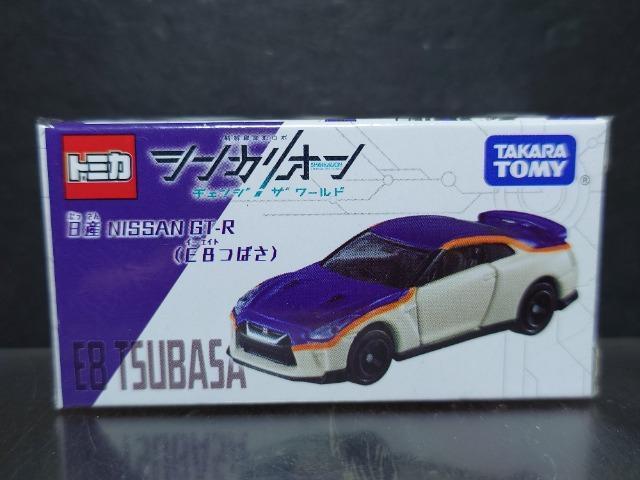 トミカ
新幹線変形ロボ
シンカリオン
SHINKALION
チェンジ ザ ワールド
TAKARA
TOMY
®
にっさん
日産 NISSAN GT-R
イーエイト
(E8つばさ)
E8 TSUBASA